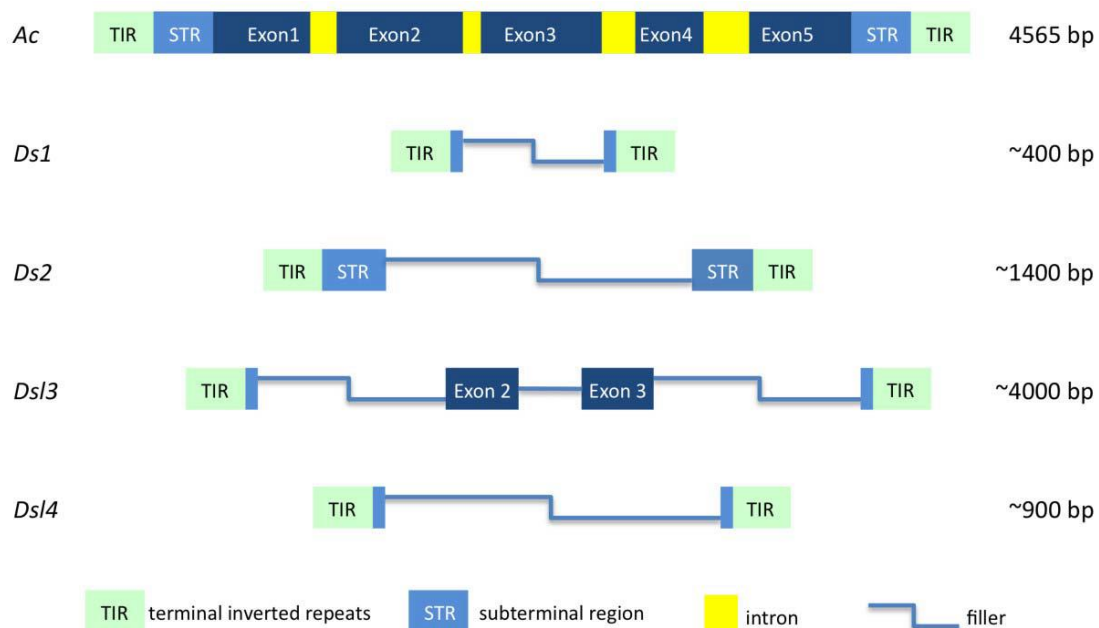 Ac TIR STR Exon1 Exon2 Exon3 Exon4 Exon5 STR TIR 4565 bp
Ds1 TIR TIR ~400 bp
Ds2 TIR STR STR TIR ~1400 bp
Dsl3 TIR Exon 2 Exon 3 TIR ~4000 bp
Dsl4 TIR TIR ~900 bp
TIR terminal inverted repeats STR subterminal region intron filler